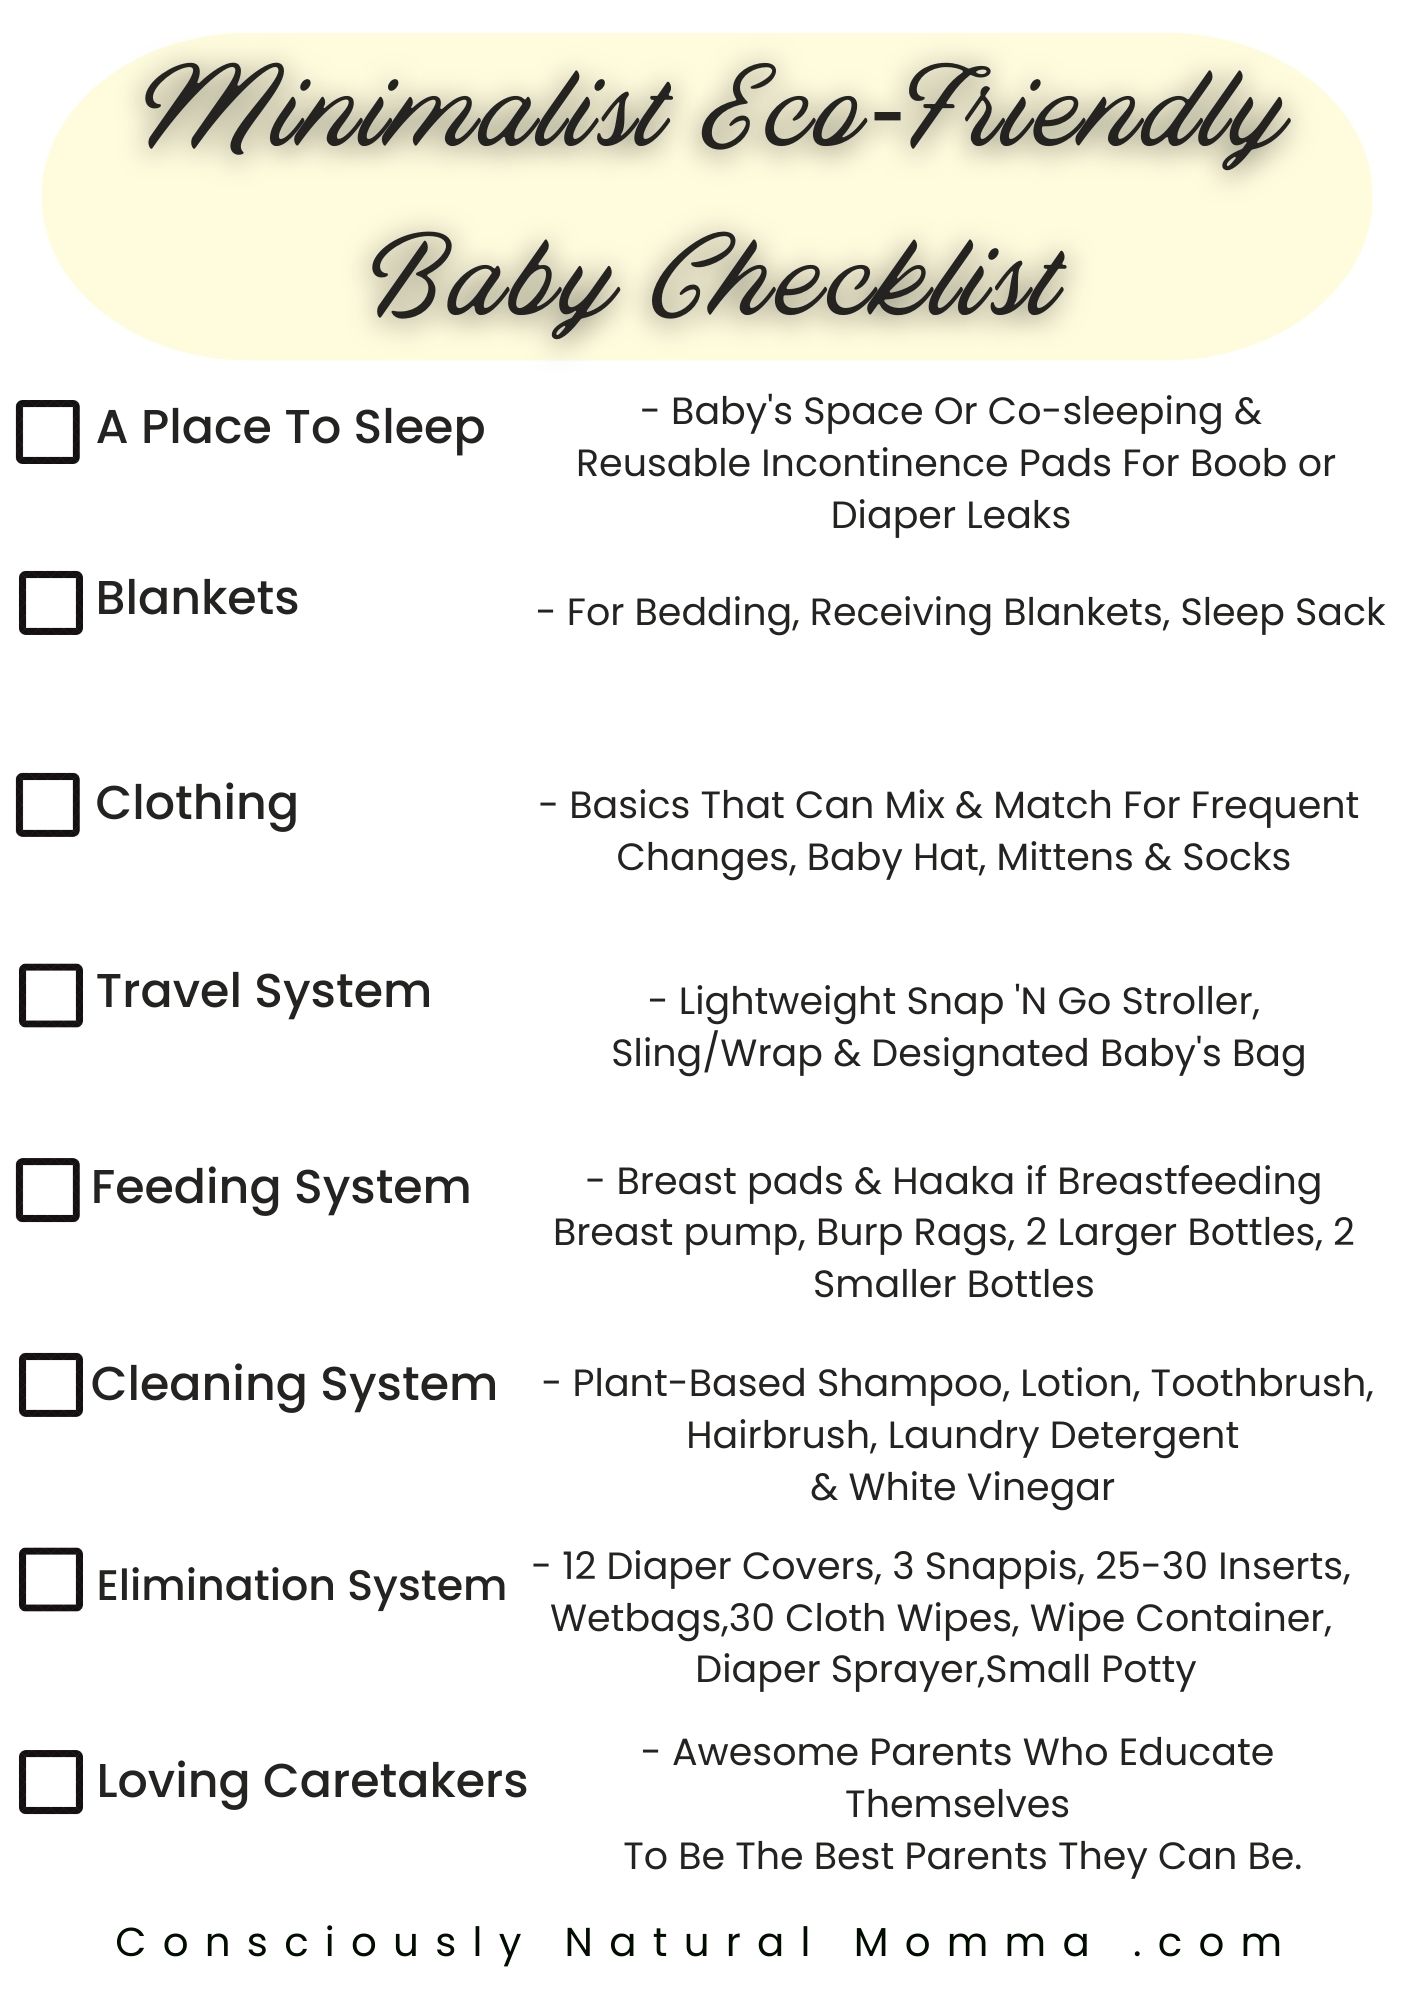 Minimalist Eco-Friendly
Baby Checklist
A Place To Sleep
- Baby's Space Or Co-sleeping &
Reusable Incontinence Pads For Boob or
Diaper Leaks
Blankets
- For Bedding, Receiving Blankets, Sleep Sack
Clothing
- Basics That Can Mix & Match For Frequent
Changes, Baby Hat, Mittens & Socks
Travel System
- Lightweight Snap 'N Go Stroller,
Sling/Wrap & Designated Baby's Bag
Feeding System
- Breast pads & Haaka if Breastfeeding
Breast pump, Burp Rags, 2 Larger Bottles, 2
Smaller Bottles
Cleaning System
- Plant-Based Shampoo, Lotion, Toothbrush,
Hairbrush, Laundry Detergent
& White Vinegar
Elimination System
- 12 Diaper Covers, 3 Snappis, 25-30 Inserts,
Wetbags,30 Cloth Wipes, Wipe Container,
Diaper Sprayer,Small Potty
Loving Caretakers
- Awesome Parents Who Educate
Themselves
To Be The Best Parents They Can Be.
Consciously Natural Momma .com